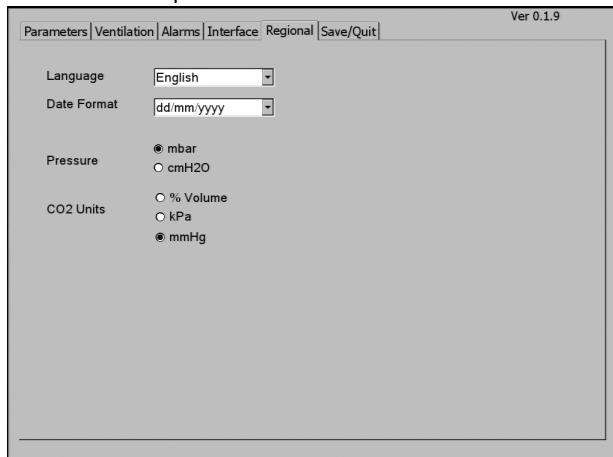 Ver 0.1.9
Parameters Ventilation Alarms Interface Regional Save/Quit
Language English
Date Format dd/mm/yyyy
mbar
Pressure
cmH2O
% Volume
CO2 Units
kPa
mmHg